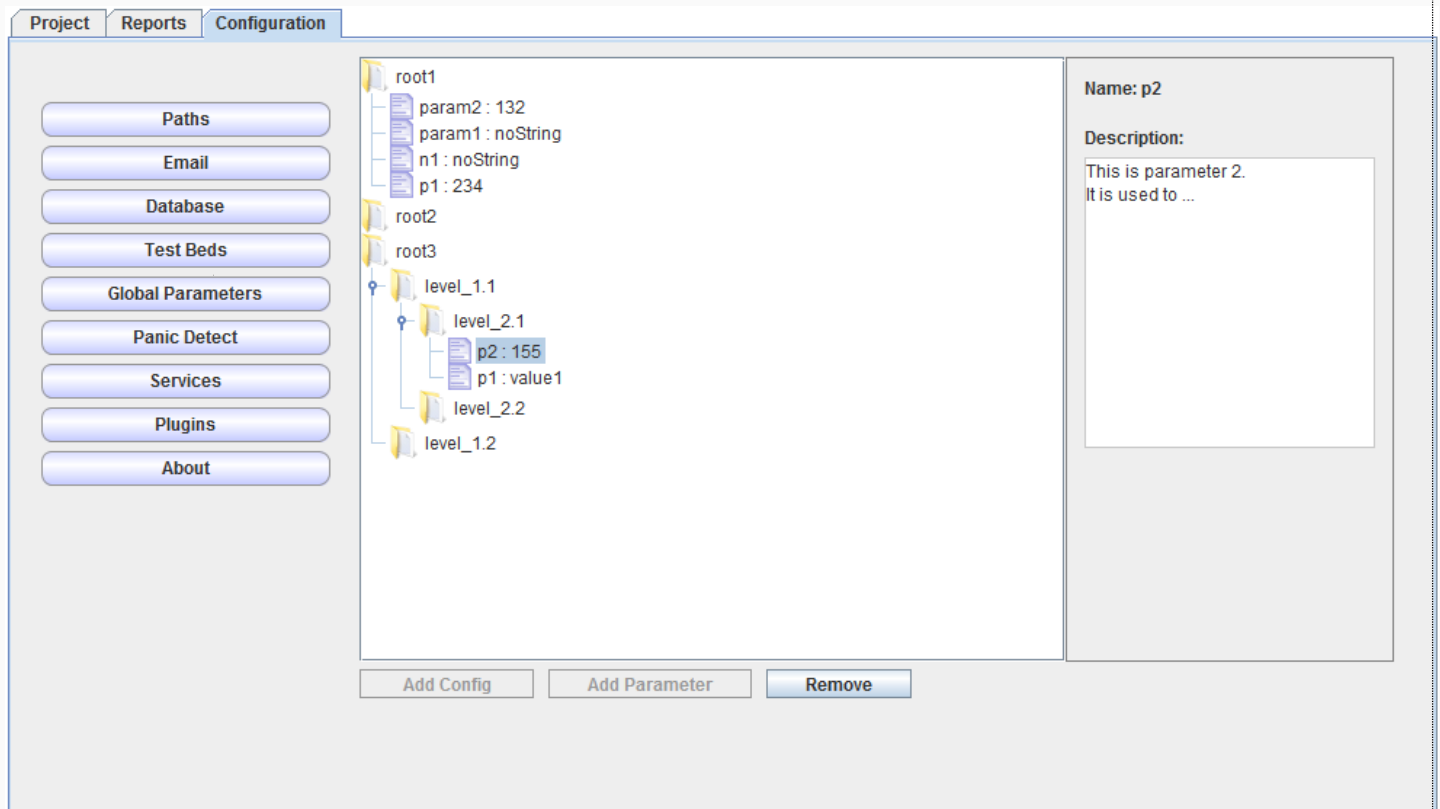 Project Reports Configuration
Paths
Email
Database
Test Beds
Global Parameters
Panic Detect
Services
Plugins
About
root1
param2 : 132
param1 : noString
n1 : noString
p1 : 234
root2
root3
level_1.1
level_2.1
p2 : 155
p1 : value1
level_2.2
level_1.2
Name: p2
Description:
This is parameter 2.
It is used to ...
Add Config Add Parameter Remove